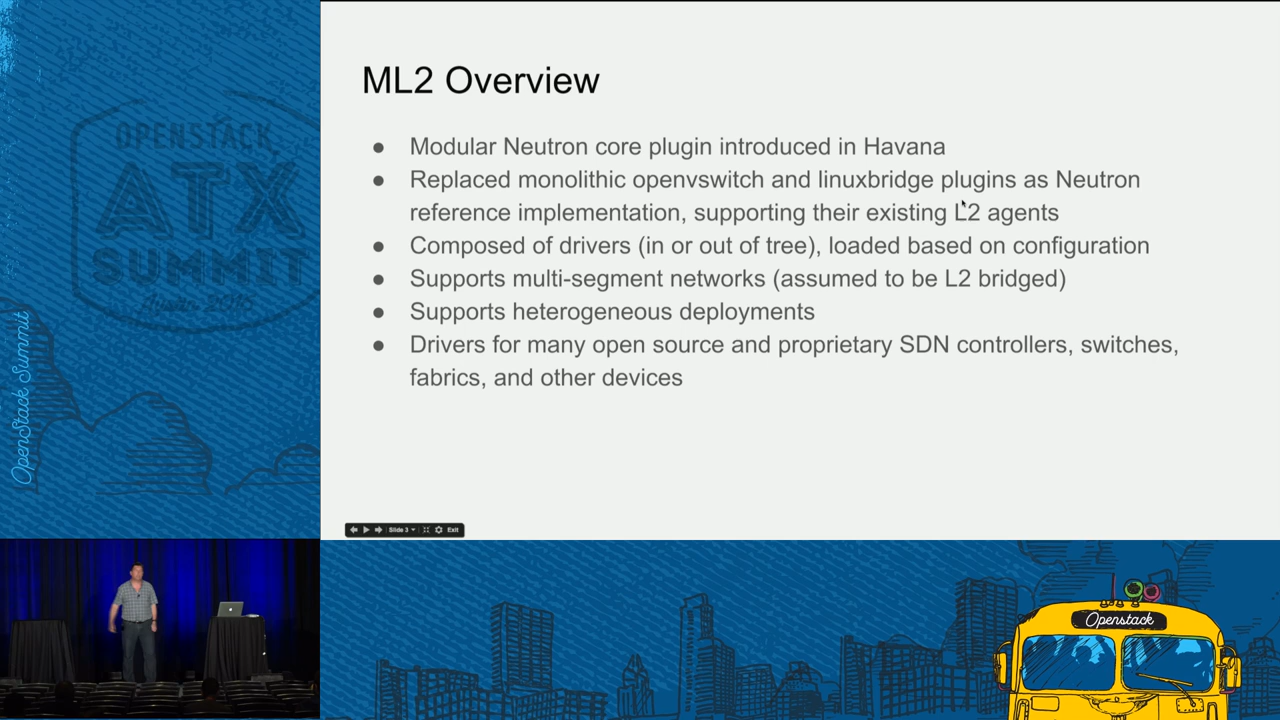 OPENSTACK
ATX
SUMMIT
Austin 2016
OpenStack Summit
ML2 Overview
● Modular Neutron core plugin introduced in Havana
● Replaced monolithic openvswitch and linuxbridge plugins as Neutron
reference implementation, supporting their existing L2 agents
● Composed of drivers (in or out of tree), loaded based on configuration
● Supports multi-segment networks (assumed to be L2 bridged)
● Supports heterogeneous deployments
● Drivers for many open source and proprietary SDN controllers, switches,
fabrics, and other devices
Slide 3 Exit
Openstack